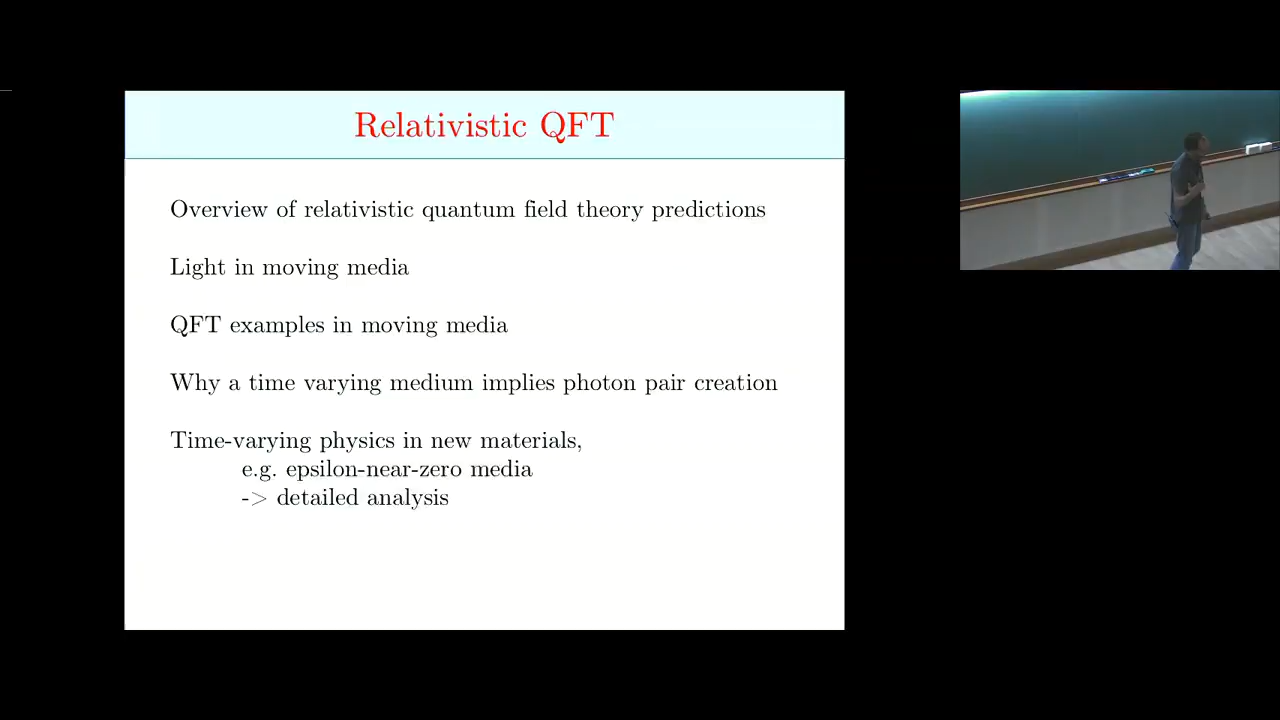 Relativistic QFT
Overview of relativistic quantum field theory predictions
Light in moving media
QFT examples in moving media
Why a time varying medium implies photon pair creation
Time-varying physics in new materials,
e.g. epsilon-near-zero media
-> detailed analysis